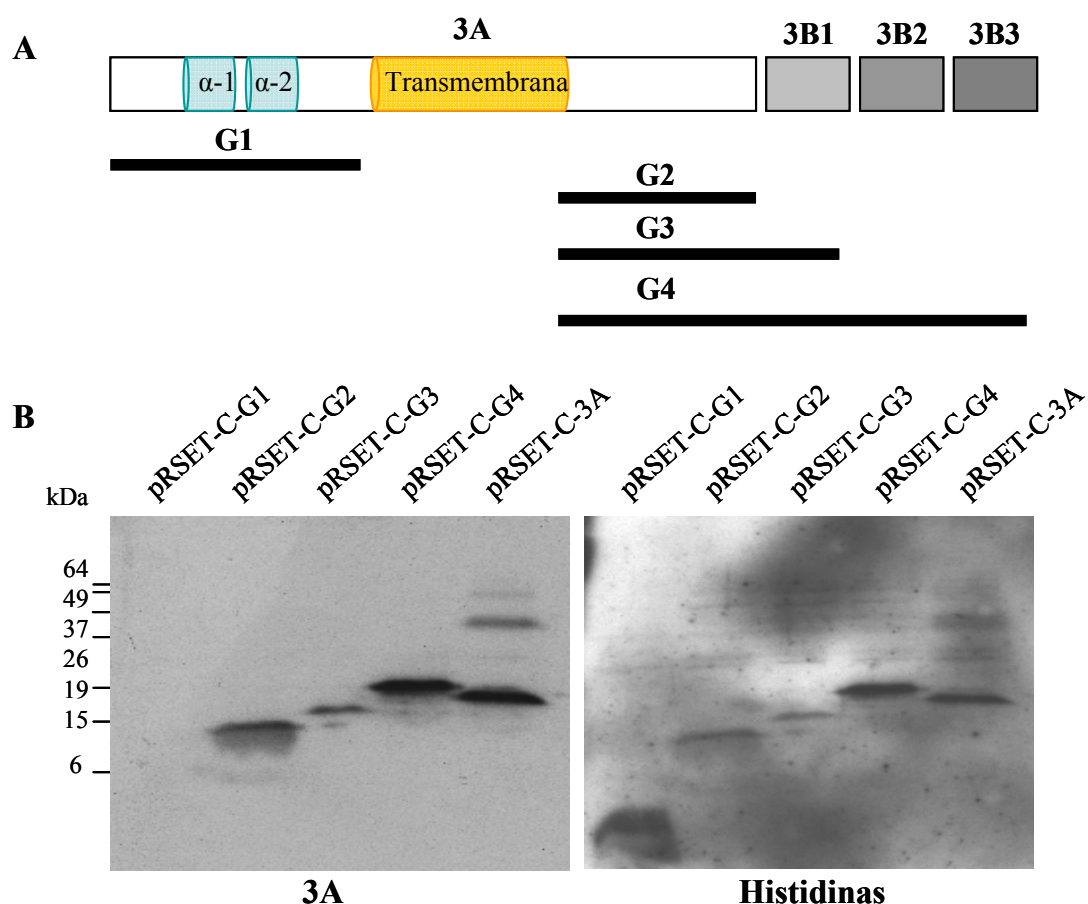 A
3A
3B1
3B2
3B3
α-1
α-2
Transmembrana
G1
G2
G3
G4
B
pRSET-C-G1
pRSET-C-G2
pRSET-C-G3
pRSET-C-G4
pRSET-C-3A
pRSET-C-G1
pRSET-C-G2
pRSET-C-G3
pRSET-C-G4
pRSET-C-3A
kDa
64
49
37
26
19
15
6
3A
Histidinas